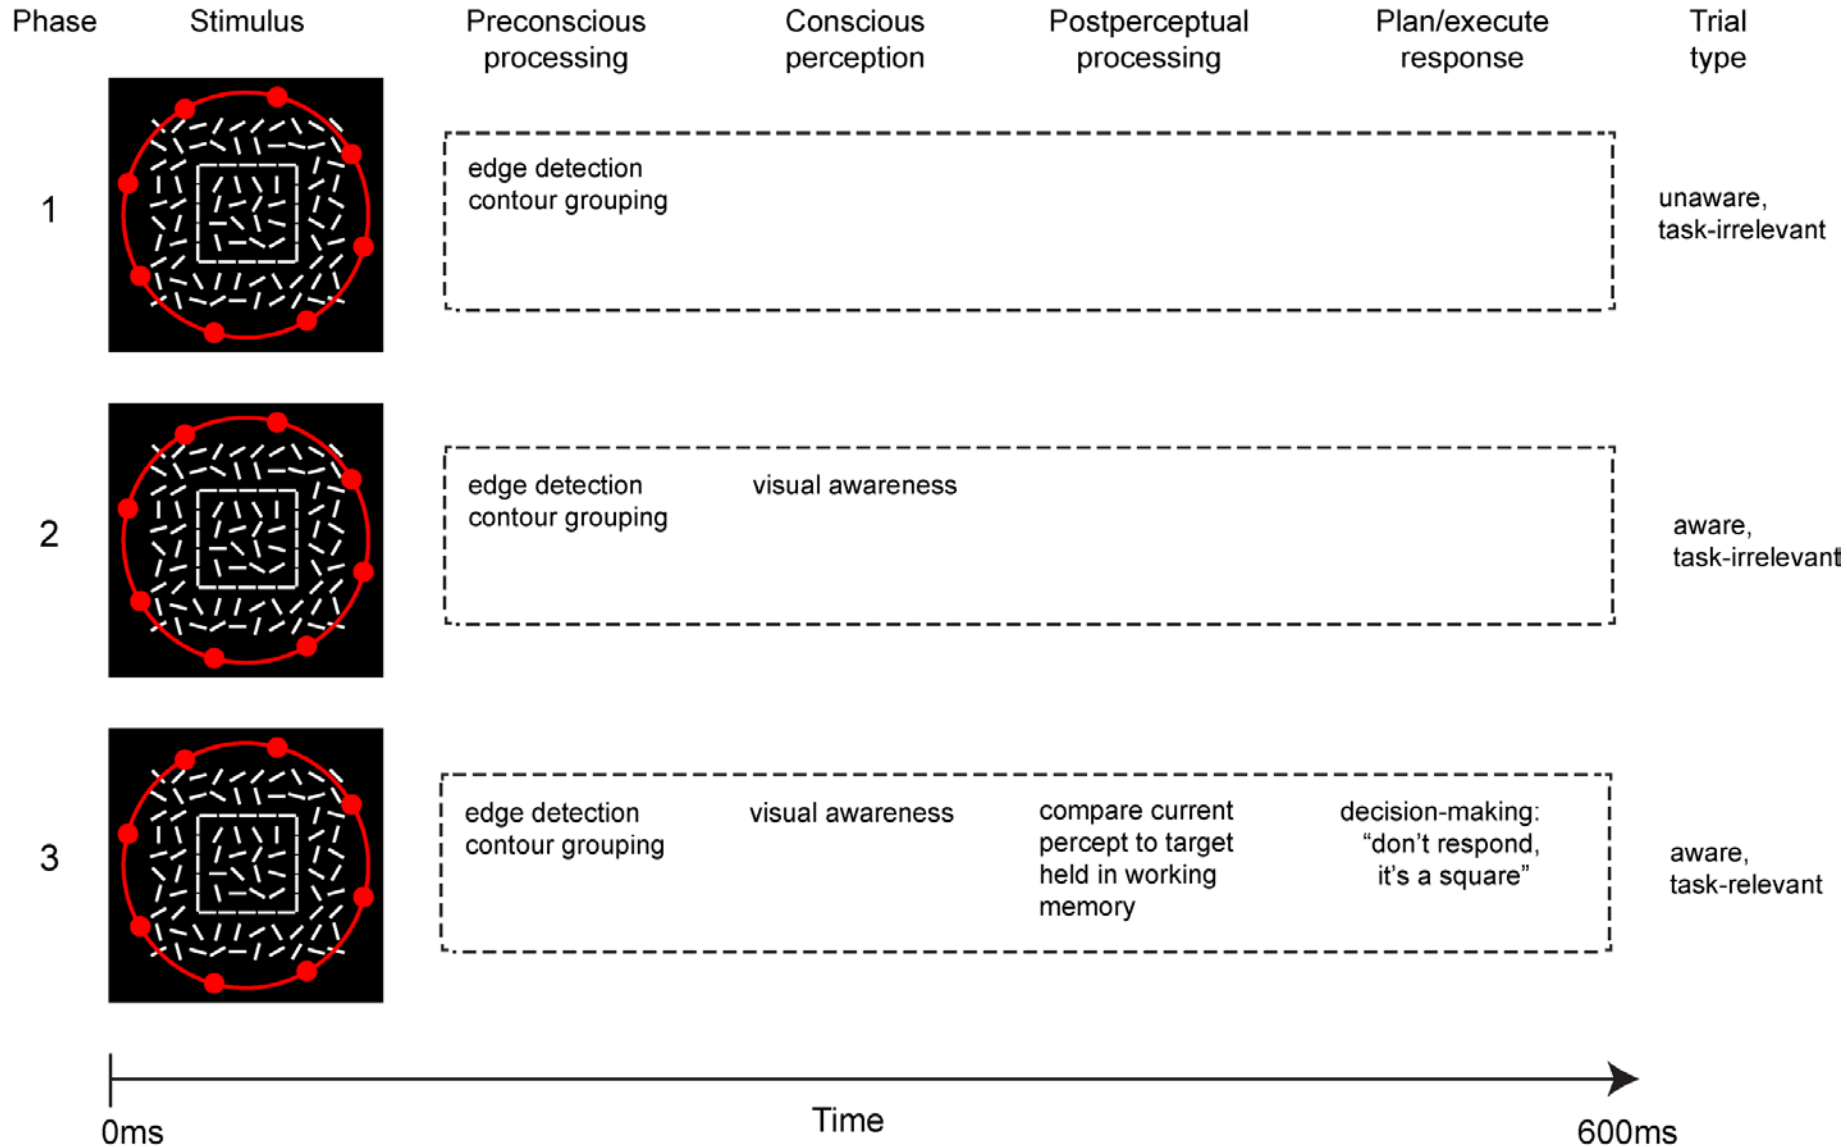 Phase
Stimulus
Preconscious
processing
Conscious
perception
Postperceptual
processing
Plan/execute
response
Trial
type
1
edge detection
contour grouping
unaware,
task-irrelevant
2
edge detection
contour grouping
visual awareness
aware,
task-irrelevant
3
edge detection
contour grouping
visual awareness
compare current
percept to target
held in working
memory
decision-making:
“don’t respond,
it’s a square”
aware,
task-relevant
0ms
Time
600ms